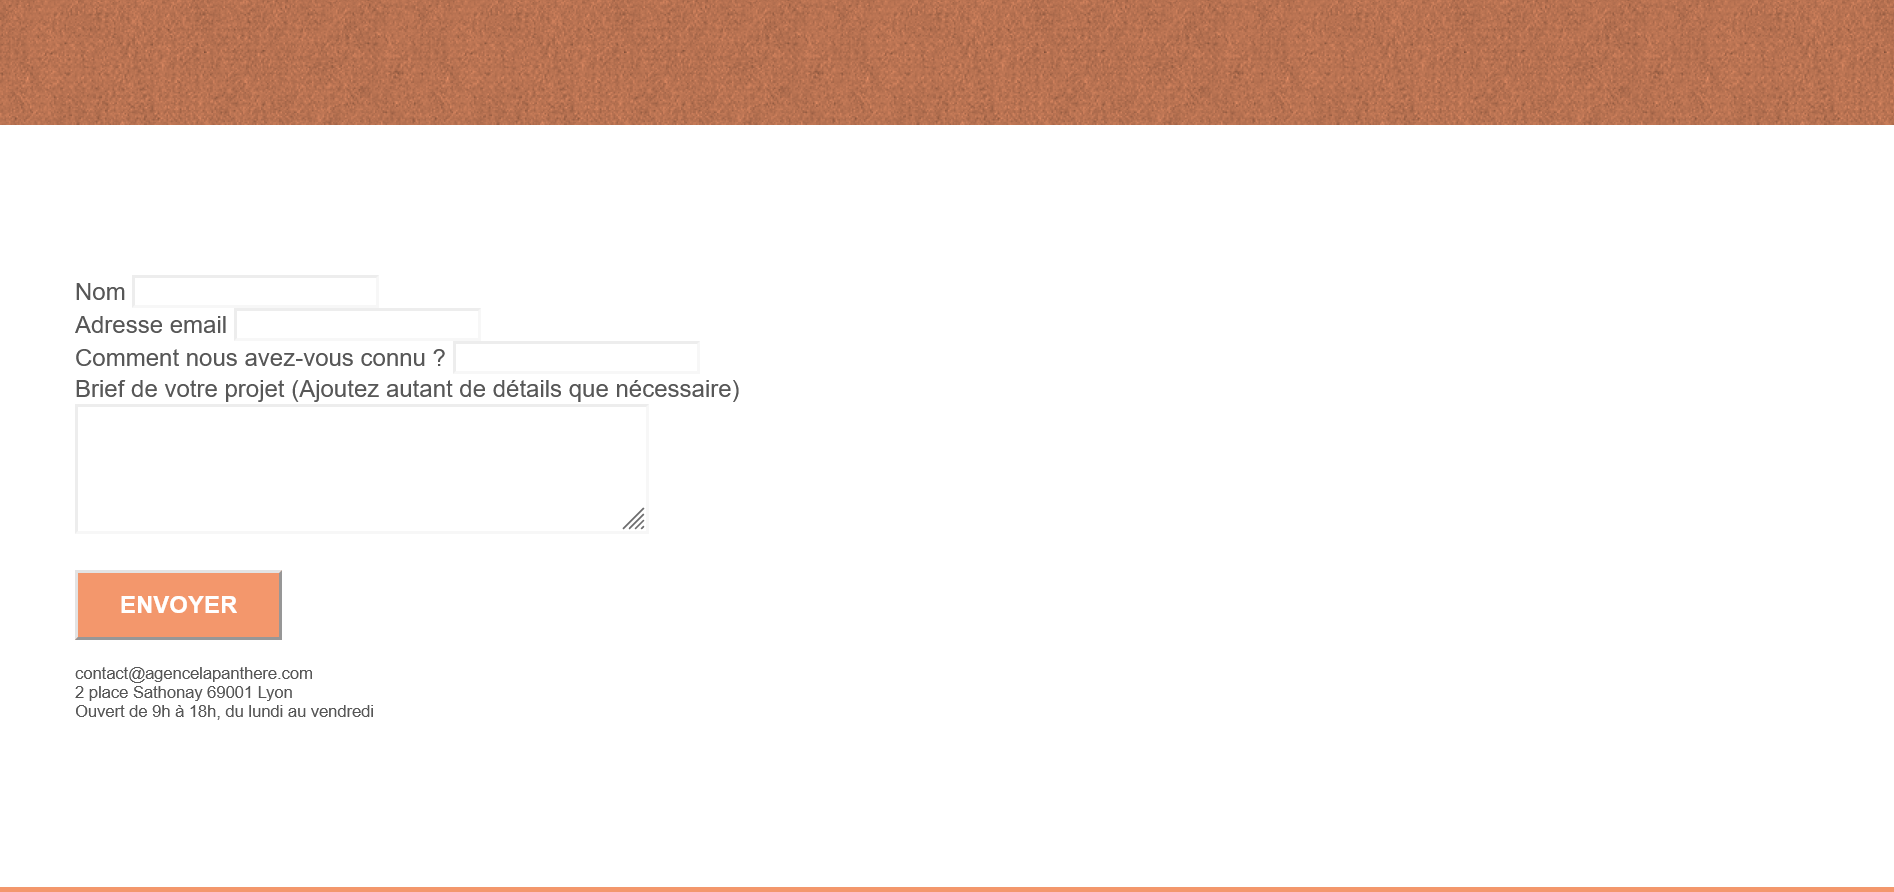 Nom
Adresse email
Comment nous avez-vous connu ?
Brief de votre projet (Ajoutez autant de détails que nécessaire)
ENVOYER
contact@agencelapanthere.com
2 place Sathonay 69001 Lyon
Ouvert de 9h à 18h, du lundi au vendredi